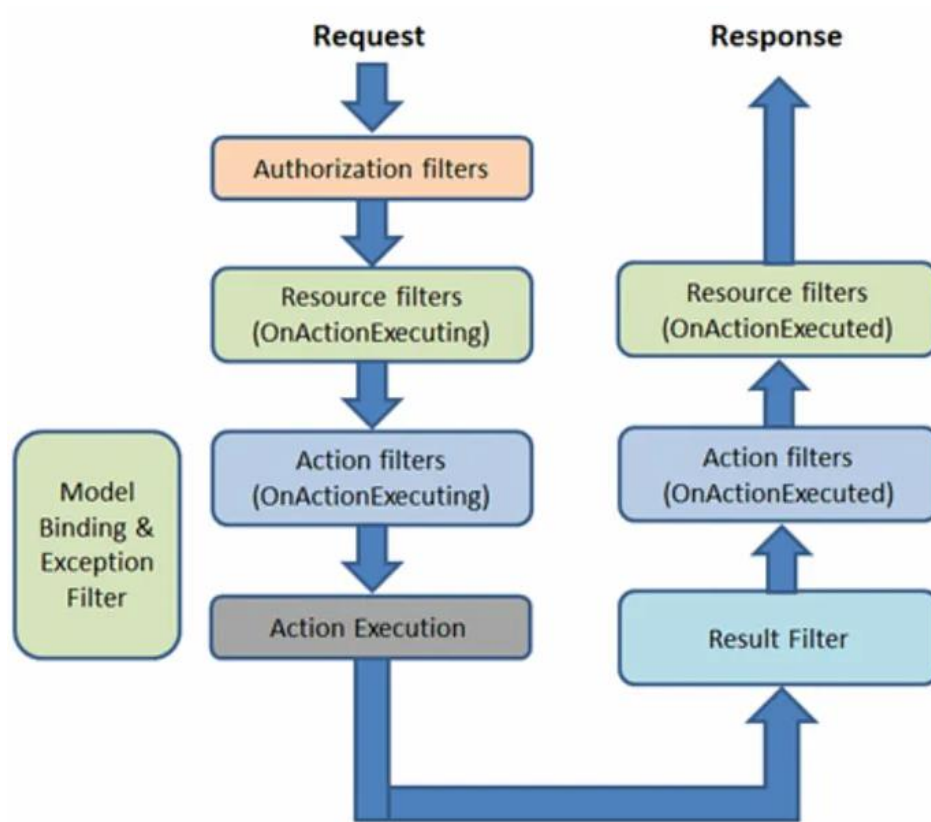 Request
Response
Authorization filters
Resource filters
(OnActionExecuting)
Resource filters
(OnActionExecuted)
Model
Binding &
Exception
Filter
Action filters
(OnActionExecuting)
Action filters
(OnActionExecuted)
Action Execution
Result Filter